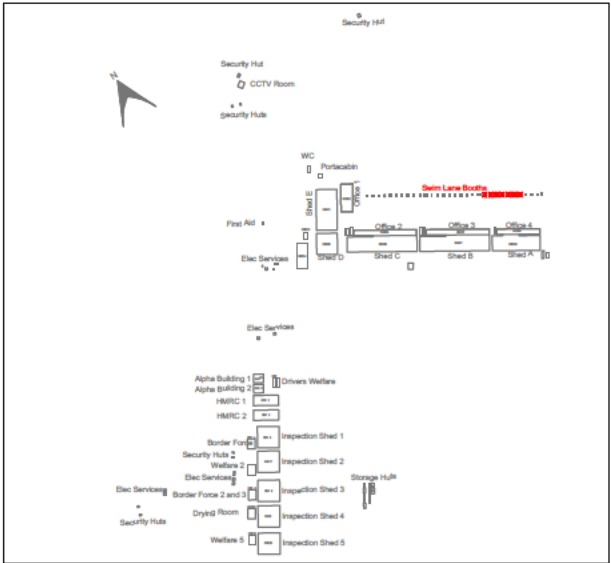 Security Hut
Security Hut
CCTV Room
Security Huts
N
WC
Portacabin
Office 1
Swim Lane Booths
Shed E
First Aid
Office 2
Office 3
Office 4
Elec Services
Shed D
Shed C
Shed B
Shed A
Elec Services
Alpha Building 1
Drivers Welfare
Alpha Building 2
HMRC 1
HMRC 2
Border Force
Inspection Shed 1
Security Huts
Inspection Shed 2
Welfare 2
Elec Services
Storage Huts
Elec Services
Border Force 2 and 3
Inspection Shed 3
Drying Room
Inspection Shed 4
Security Huts
Welfare 5
Inspection Shed 5